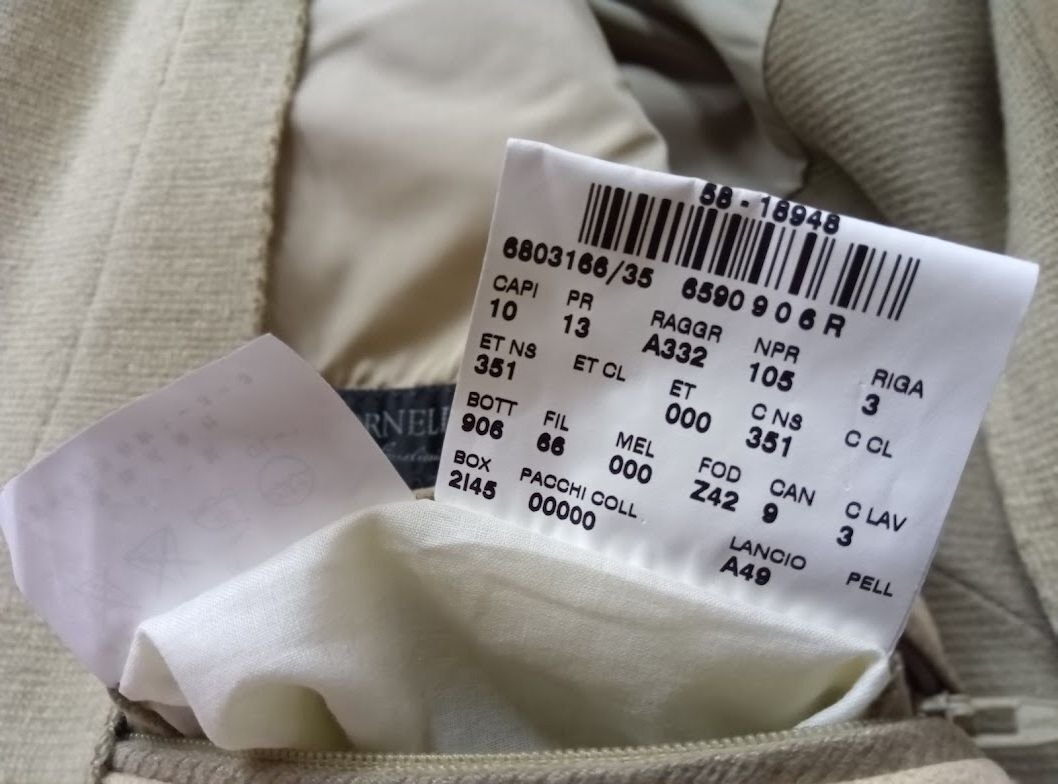 58 - 18948
6803166/35 6590 9 0 6 R
CAPI PR RAGGR NPR RIGA
10 13 A332 105 3
ET NS ET CL ET C NS C CL
351 000 351
BOTT FIL MEL FOD CAN C LAV
906 66 000 Z42 9 3
BOX PACCHI COLL LANCIO PELL
2I45 00000 A49
RNELI